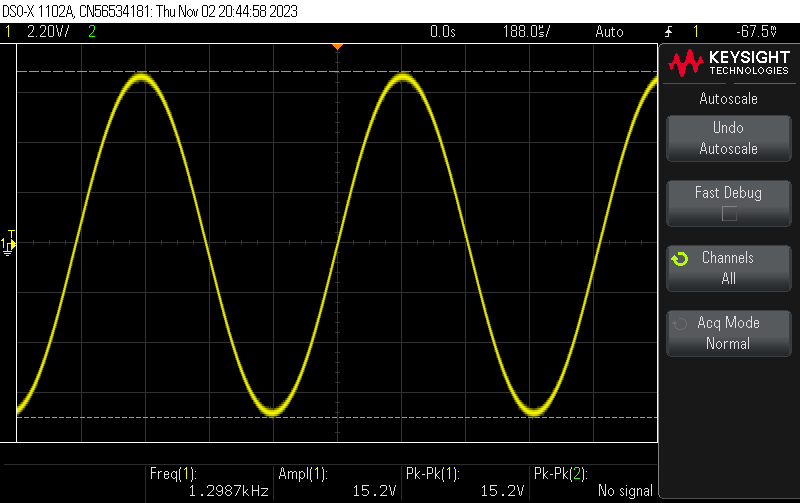 DSO-X 1102A, CN56534181: Thu Nov 02 20:44:58 2023
1 2.20V/ 2 0.0s 188.0us/ Auto 1 -67.5mV
KEYSIGHT
TECHNOLOGIES
Autoscale
Undo
Autoscale
Fast Debug
T
1
Channels
All
Acq Mode
Normal
Freq(1): Ampl(1): Pk-Pk(1): Pk-Pk(2):
1.2987kHz 15.2V 15.2V No signal